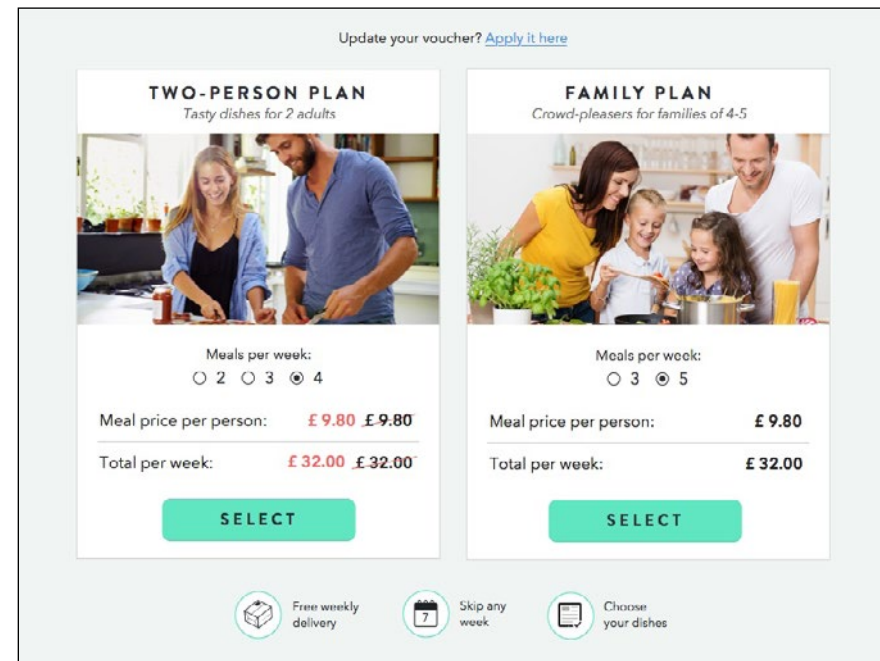 Update your voucher? Apply it here
TWO-PERSON PLAN
Tasty dishes for 2 adults
Meals per week:
2 3 4
Meal price per person: £ 9.80 £ 9.80
Total per week: £ 32.00 £ 32.00
SELECT
FAMILY PLAN
Crowd-pleasers for families of 4-5
Meals per week:
3 5
Meal price per person: £ 9.80
Total per week: £ 32.00
SELECT
Free weekly
delivery
7
Skip any
week
Choose
your dishes